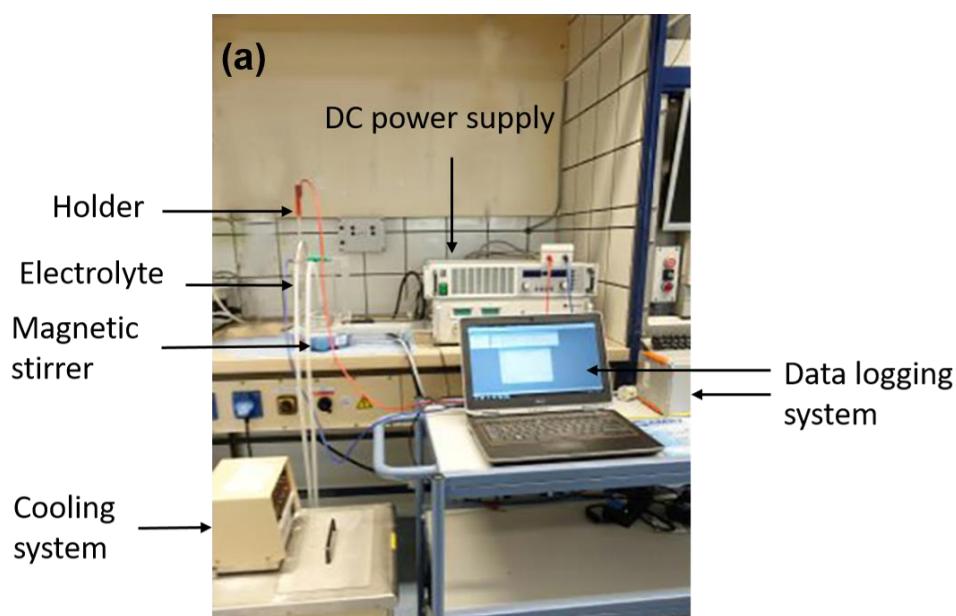 (a)
DC power supply
Holder
Electrolyte
Magnetic
stirrer
Data logging
system
Cooling
system